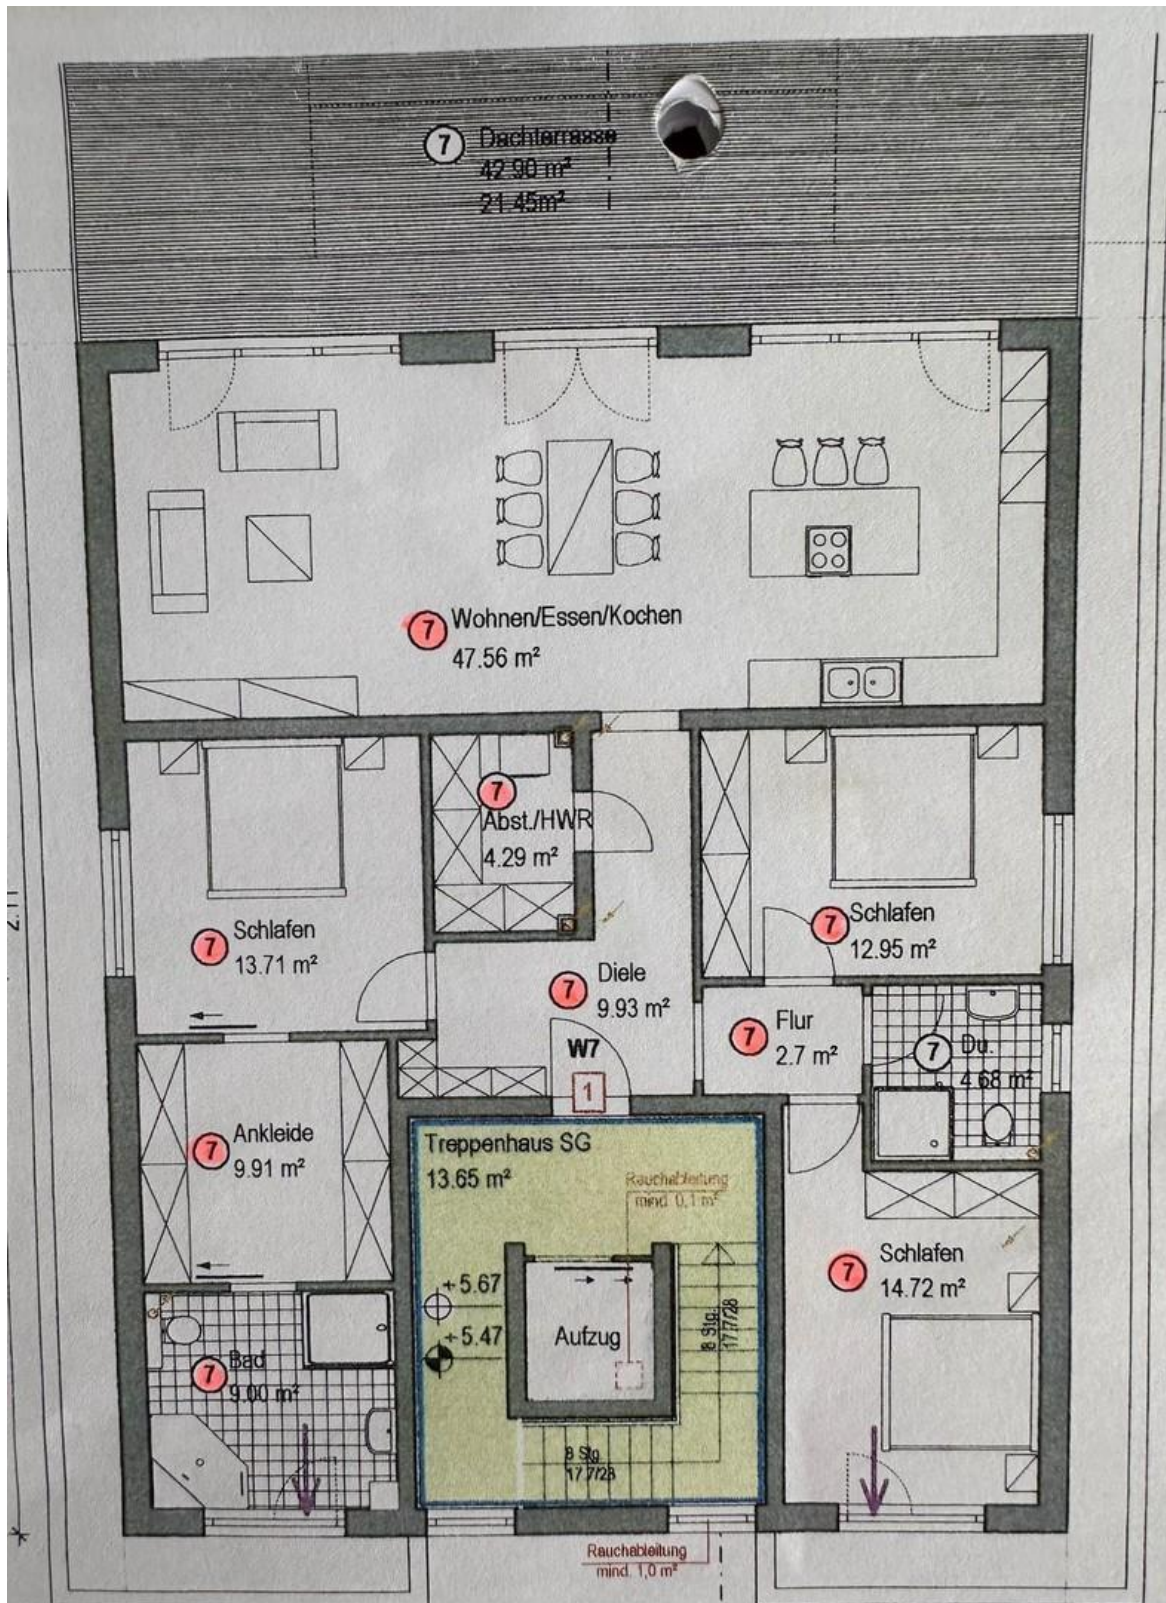 7 Dachterrasse
42.90 m²
21.45m²
7 Wohnen/Essen/Kochen
47.56 m²
7
Abst./HWR
4.29 m²
7 Schlafen
13.71 m²
7 Schlafen
12.95 m²
7 Diele
9.93 m²
W7
1
7 Flur
2.7 m²
7 Du.
4.68 m²
7 Ankleide
9.91 m²
Treppenhaus SG
13.65 m²
Rauchableitung
mind. 0,1 m²
7 Schlafen
14.72 m²
+5.67
+5.47
Aufzug
8 Stg.
17.7/28
7 Bad
9.00 m²
8 Stg
17.7/28
Rauchableitung
mind. 1,0 m²